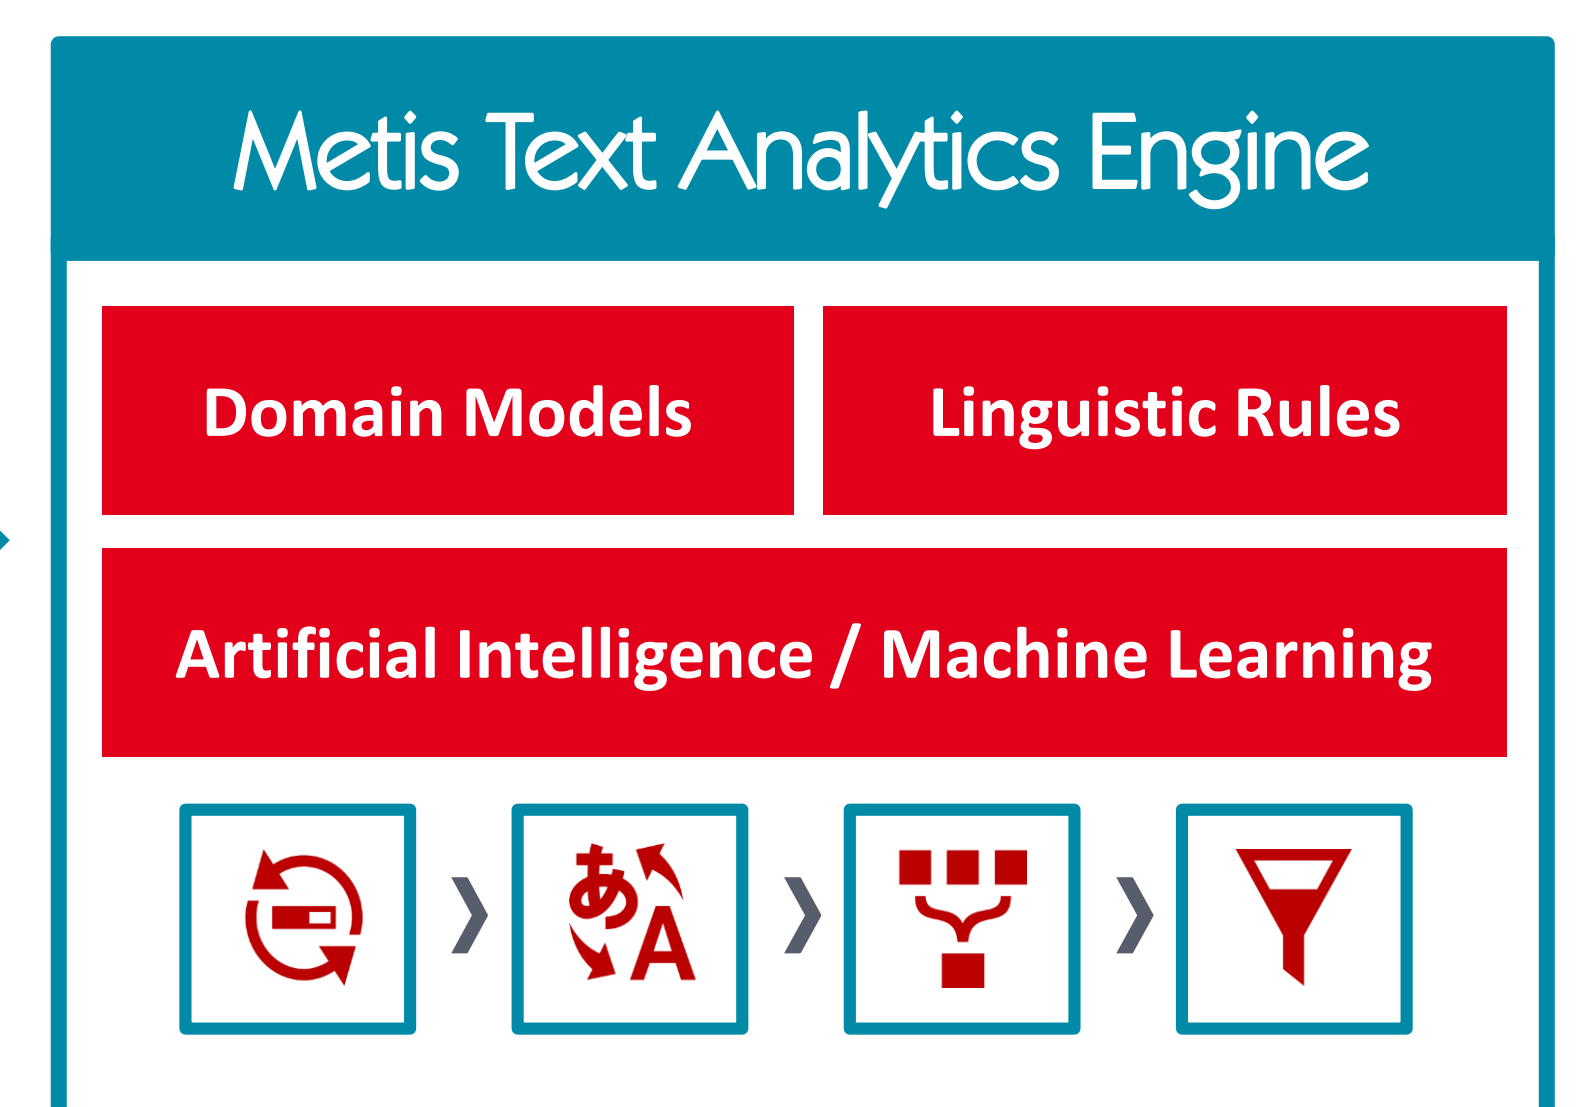 Metis Text Analytics Engine
Domain Models
Linguistic Rules
Artificial Intelligence / Machine Learning
あ
A